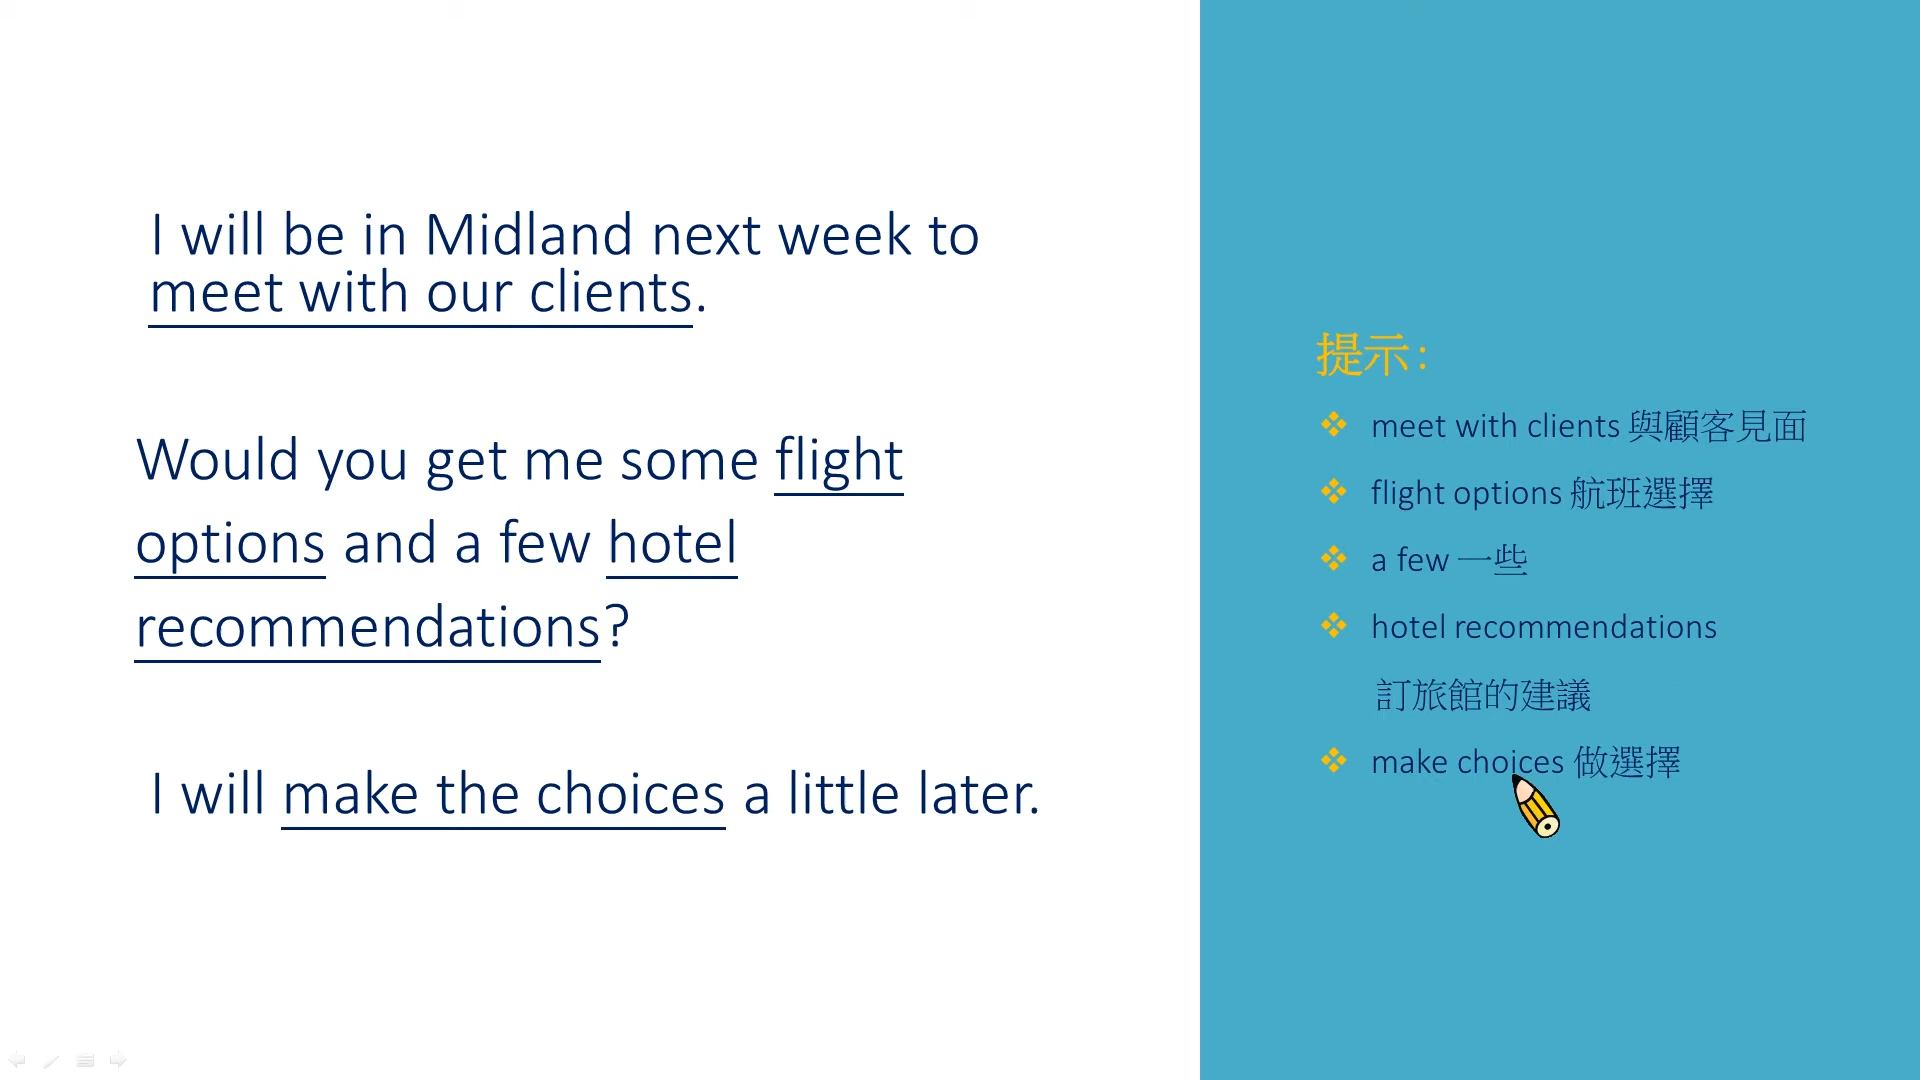 I will be in Midland next week to
meet with our clients.
Would you get me some flight
options and a few hotel
recommendations?
I will make the choices a little later.
提示:
meet with clients 與顧客見面
flight options 航班選擇
a few 一些
hotel recommendations
訂旅館的建議
make choices 做選擇